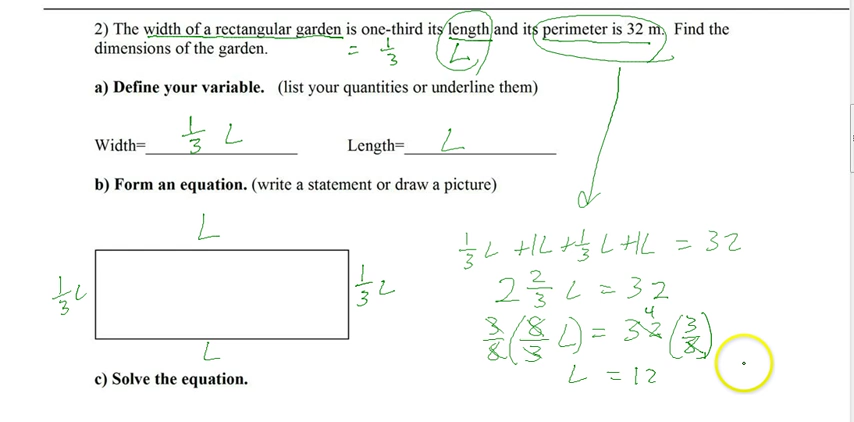 2) The width of a rectangular garden is one-third its length and its perimeter is 32 m. Find the
= 1/3 L
dimensions of the garden.
a) Define your variable. (list your quantities or underline them)
Width= 1/3 L Length= L
b) Form an equation. (write a statement or draw a picture)
L
1/3 L + 1L + 1/3 L + 1L = 32
1/3 L 1/3 L
2 2/3 L = 32
3/8 (8/3 L) = 32 4 (3/8)
L
L = 12
c) Solve the equation.